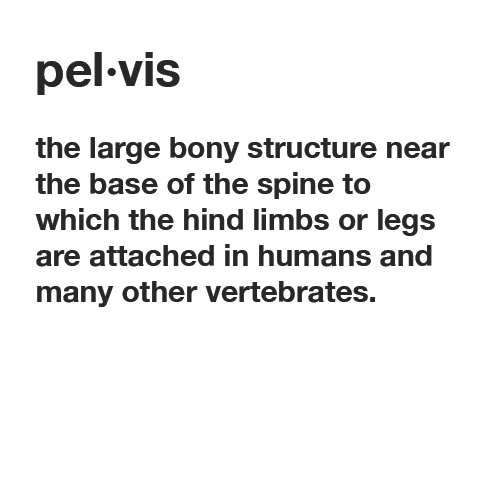 pel·vis
the large bony structure near
the base of the spine to
which the hind limbs or legs
are attached in humans and
many other vertebrates.